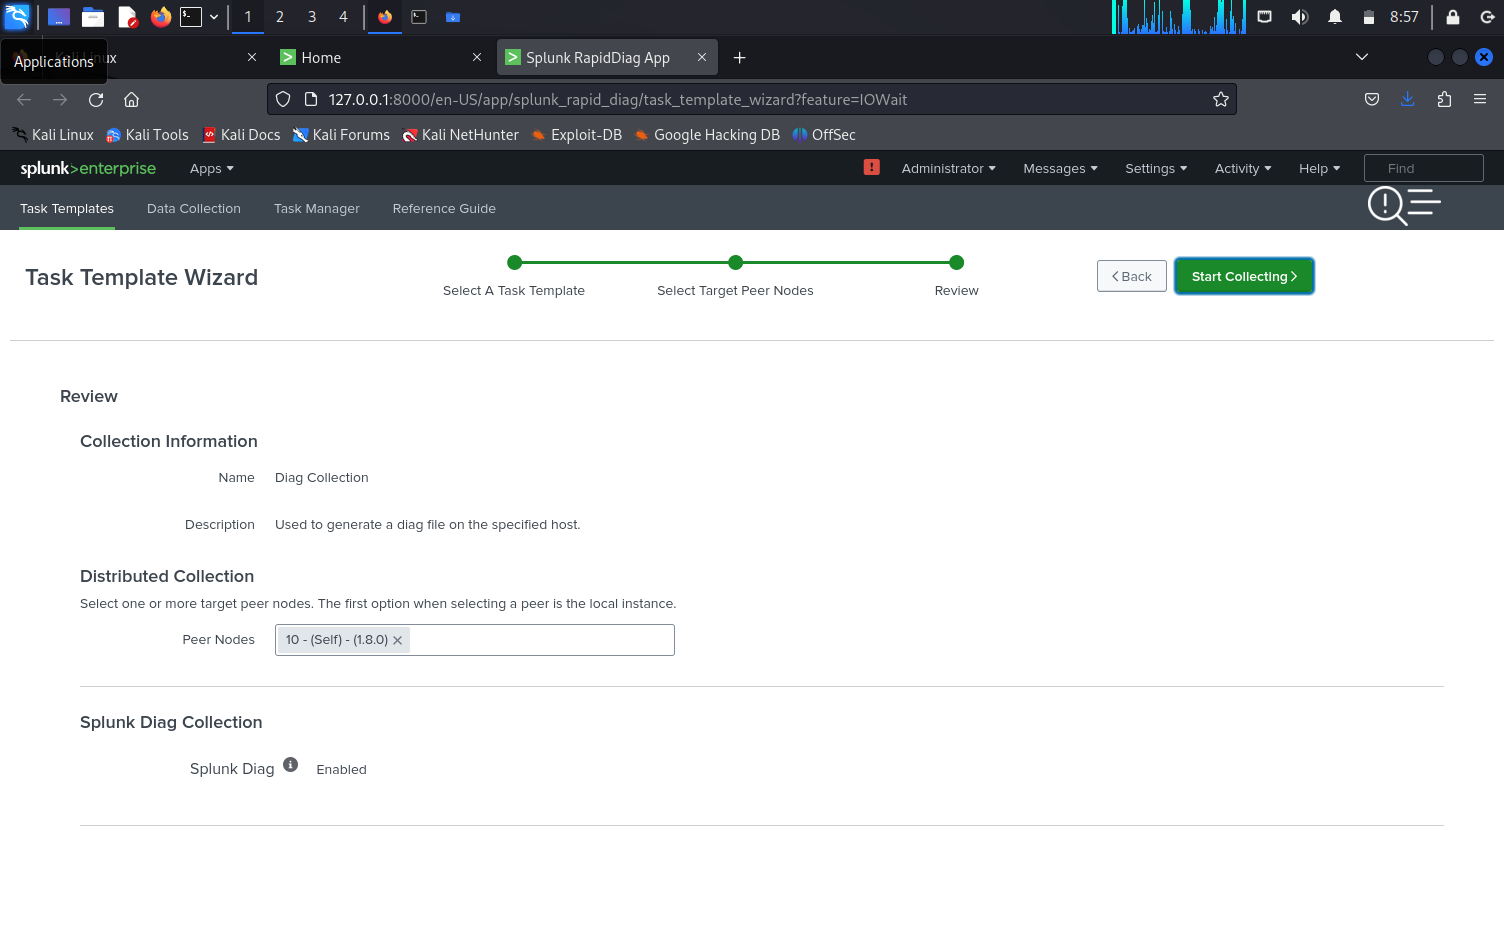 1 2 3 4 8:57
Applications
Kali Linux Home Splunk RapidDiag App
127.0.0.1:8000/en-US/app/splunk_rapid_diag/task_template_wizard?feature=IOWait
Kali Linux Kali Tools Kali Docs Kali Forums Kali NetHunter Exploit-DB Google Hacking DB OffSec
splunk>enterprise Apps Administrator Messages Settings Activity Help Find
Task Templates Data Collection Task Manager Reference Guide
Task Template Wizard
Select A Task Template Select Target Peer Nodes Review
Back Start Collecting
Review
Collection Information
Name Diag Collection
Description Used to generate a diag file on the specified host.
Distributed Collection
Select one or more target peer nodes. The first option when selecting a peer is the local instance.
Peer Nodes 10 - (Self) - (1.8.0)
Splunk Diag Collection
Splunk Diag Enabled